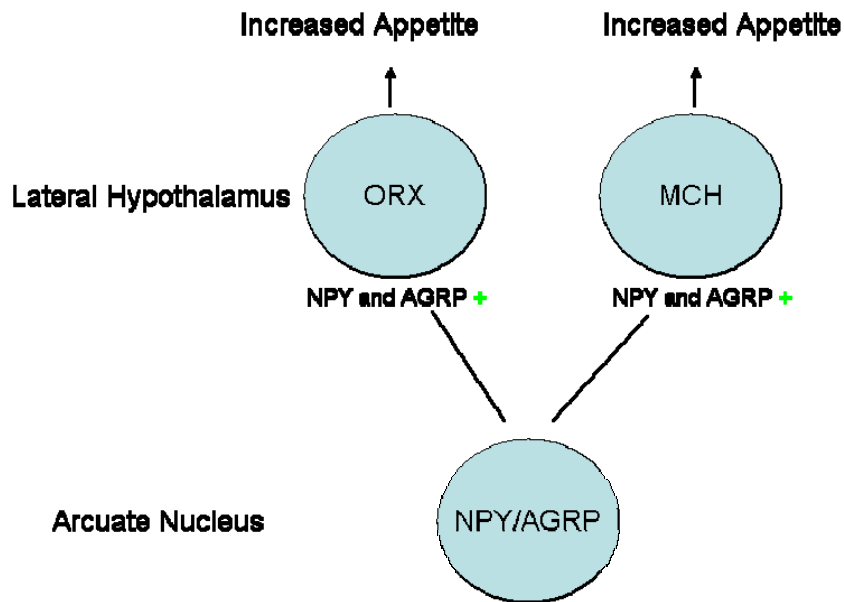 Increased Appetite
Increased Appetite
Lateral Hypothalamus
ORX
MCH
NPY and AGRP +
NPY and AGRP +
Arcuate Nucleus
NPY/AGRP